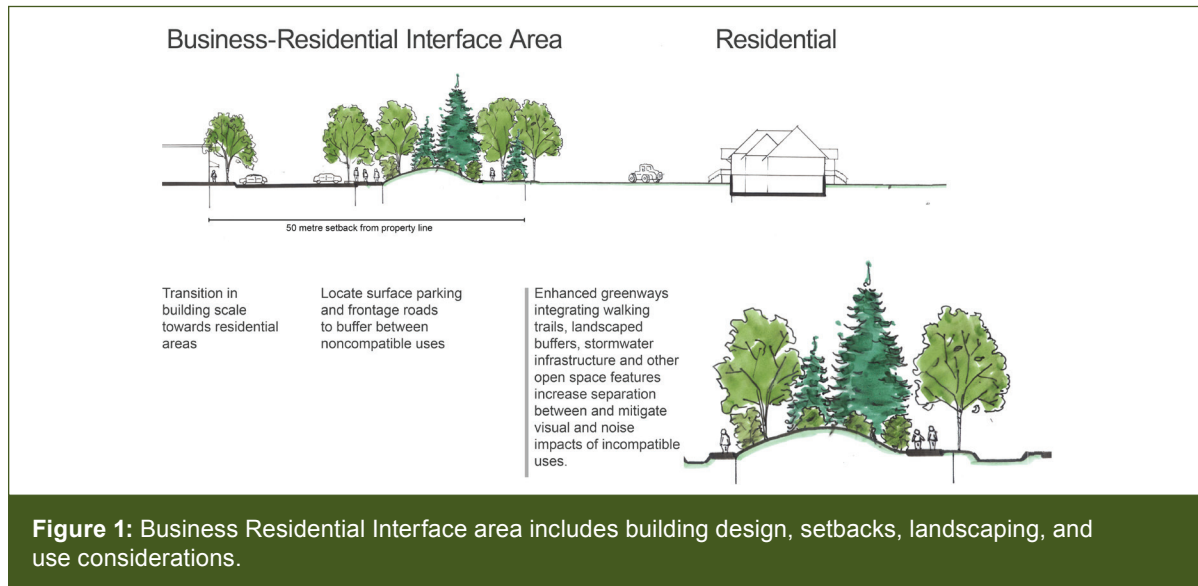 Business-Residential Interface Area
Residential
50 metre setback from property line
Transition in
building scale
towards residential
areas
Locate surface parking
and frontage roads
to buffer between
noncompatible uses
Enhanced greenways
integrating walking
trails, landscaped
buffers, stormwater
infrastructure and other
open space features
increase separation
between and mitigate
visual and noise
impacts of incompatible
uses.
Figure 1: Business Residential Interface area includes building design, setbacks, landscaping, and
use considerations.